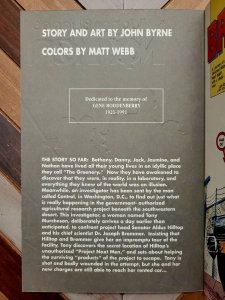 STORY AND ART BY JOHN BYRNE
COLORS BY MATT WEBB
Dedicated to the memory of
GENE RODDENBERRY
1921-1991
THE STORY SO FAR: Bethany, Danny, Jack, Jasmine, and
Nathan have lived all their young lives in an idyllic place
they call "The Greenery." Now they have awakened to
discover that they were, in reality, in a laboratory, and
everything they knew of the world was an illusion.
Meanwhile, an investigator has been sent by the man
called Control, in Washington, D.C., to find out just what
is really happening in the government-authorized
agricultural research project beneath the southwestern
desert. This investigator, a woman named Tony
Murcheson, deliberately arrives a day earlier than
anticipated, to confront project head Senator Aldus Hilltop
and his chief scientist Dr. Joseph Brammer. Insisting that
Hilltop and Brammer give her an impromptu tour of the
facility, Tony discovers the secret location of Hilltop's
unauthorized "Project Next Men," and sets about helping
the surviving "products" of the project to escape. Tony is
shot and badly wounded in the attempt, but she and her
new charges are still able to reach her rented car...